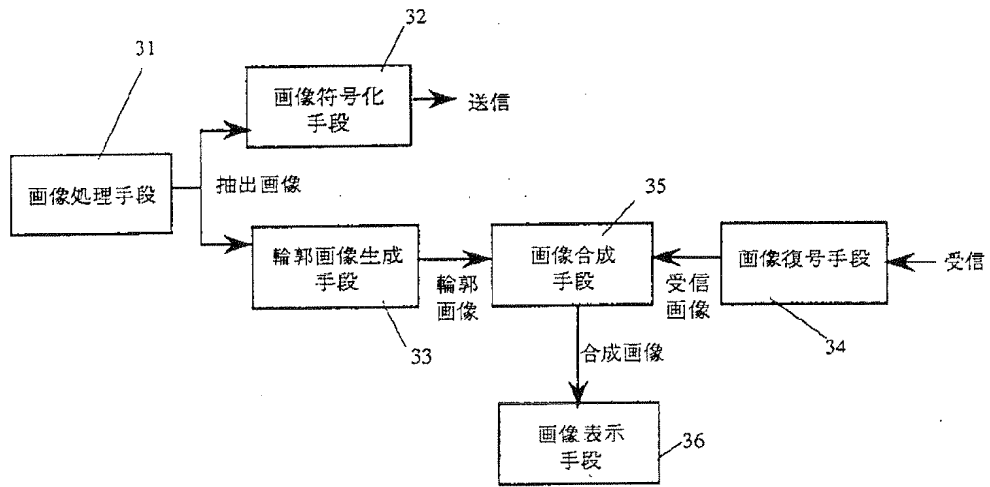 31
32
画像符号化
手段
送信
画像処理手段
抽出画像
輪郭画像生成
手段
33
輪郭
画像
35
画像合成
手段
受信
画像
画像復号手段
34
受信
合成画像
画像表示
手段
36